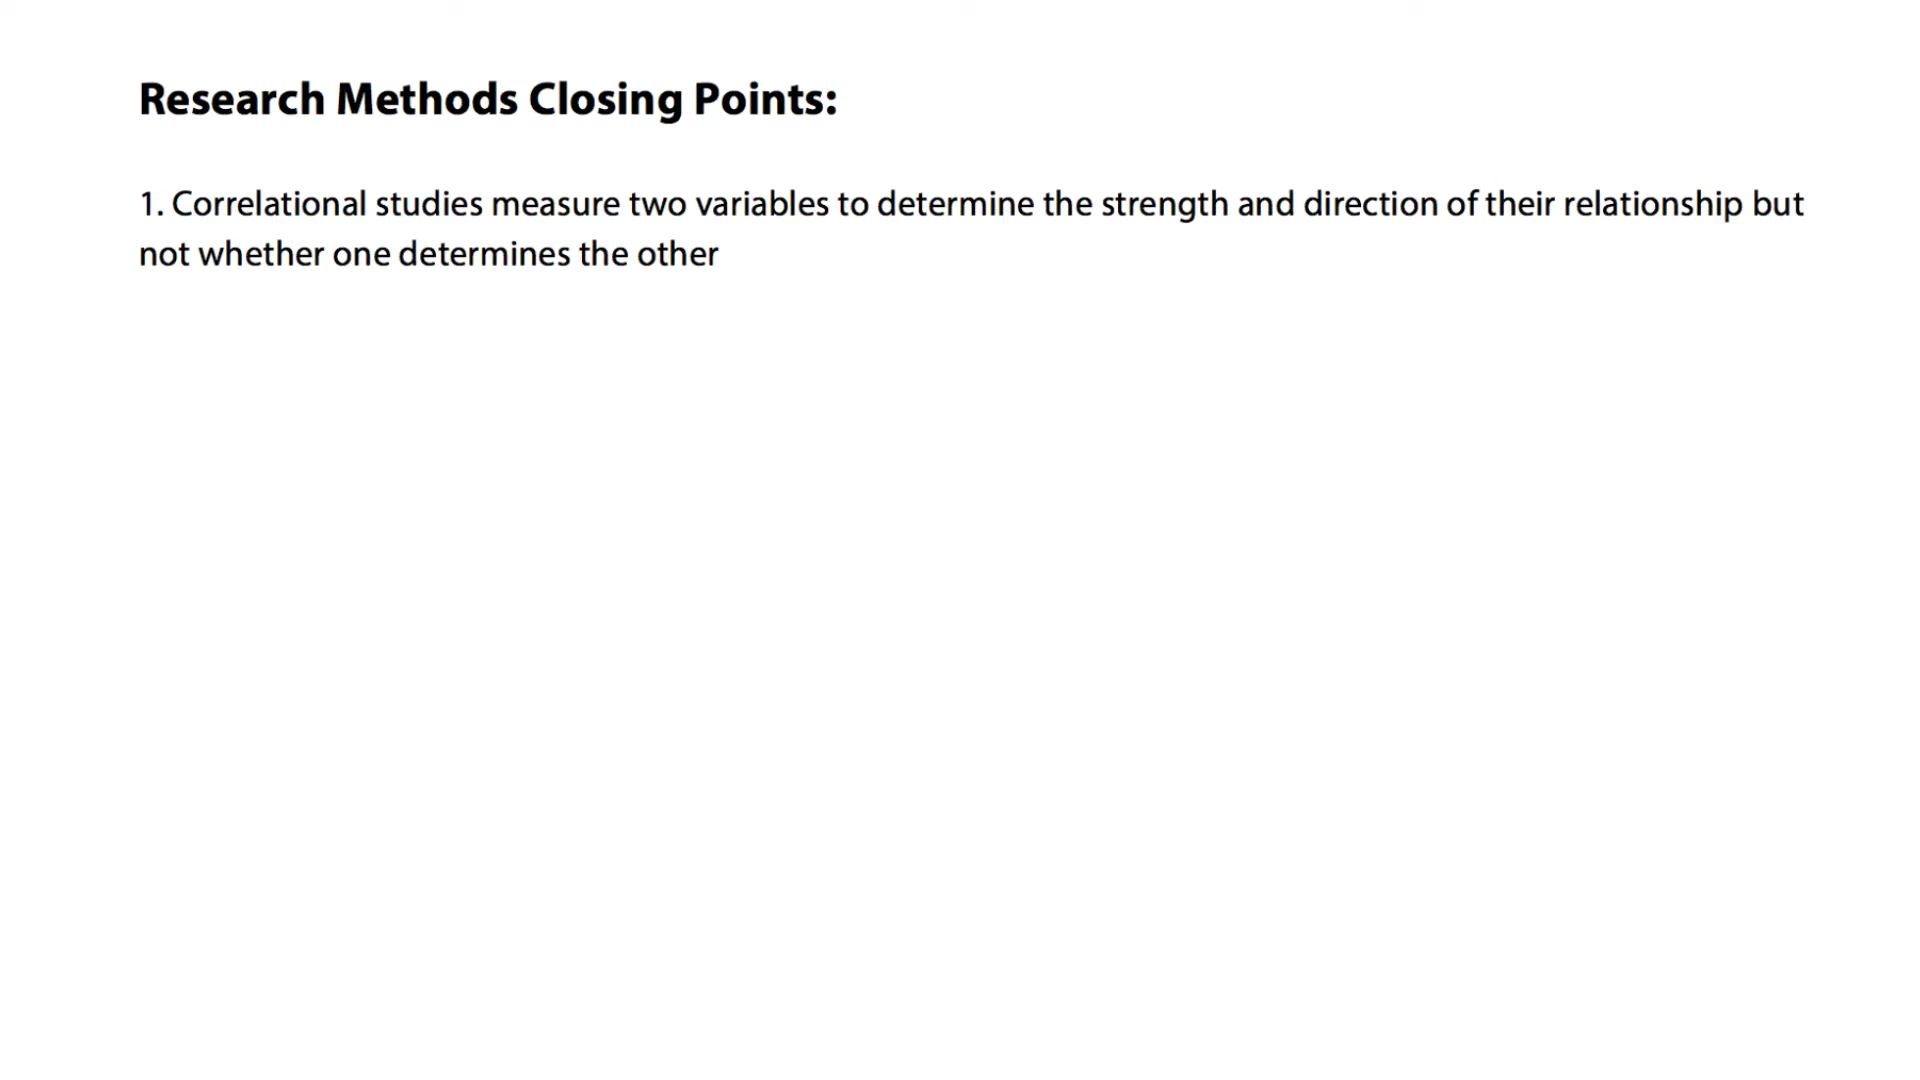 Research Methods Closing Points:
1. Correlational studies measure two variables to determine the strength and direction of their relationship but
not whether one determines the other